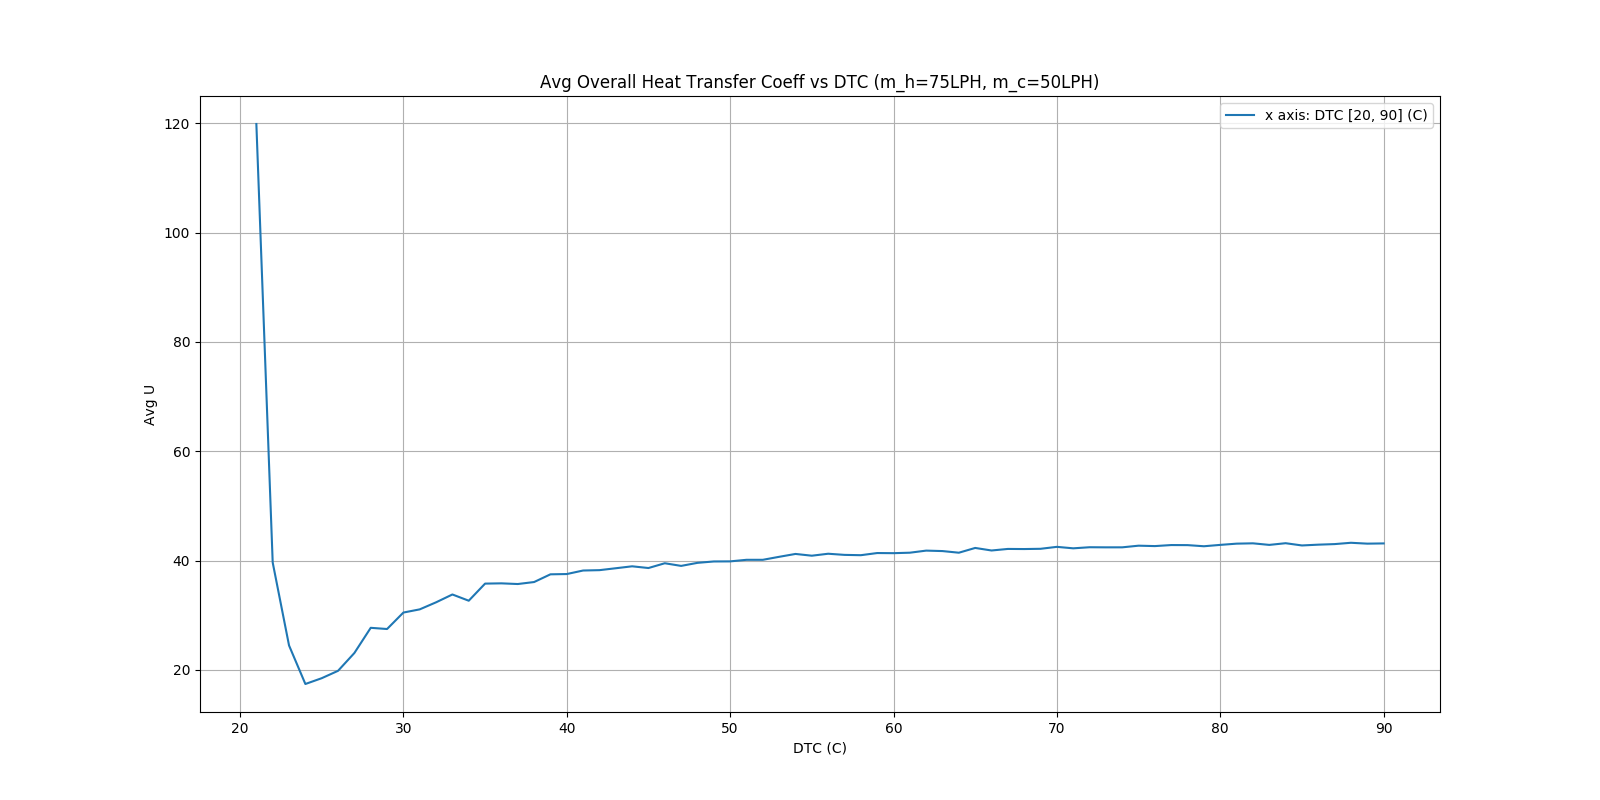 Avg Overall Heat Transfer Coeff vs DTC (m_h=75LPH, m_c=50LPH)
x axis: DTC [20, 90] (C)
120
100
80
60
40
20
Avg U
20 30 40 50 60 70 80 90
DTC (C)